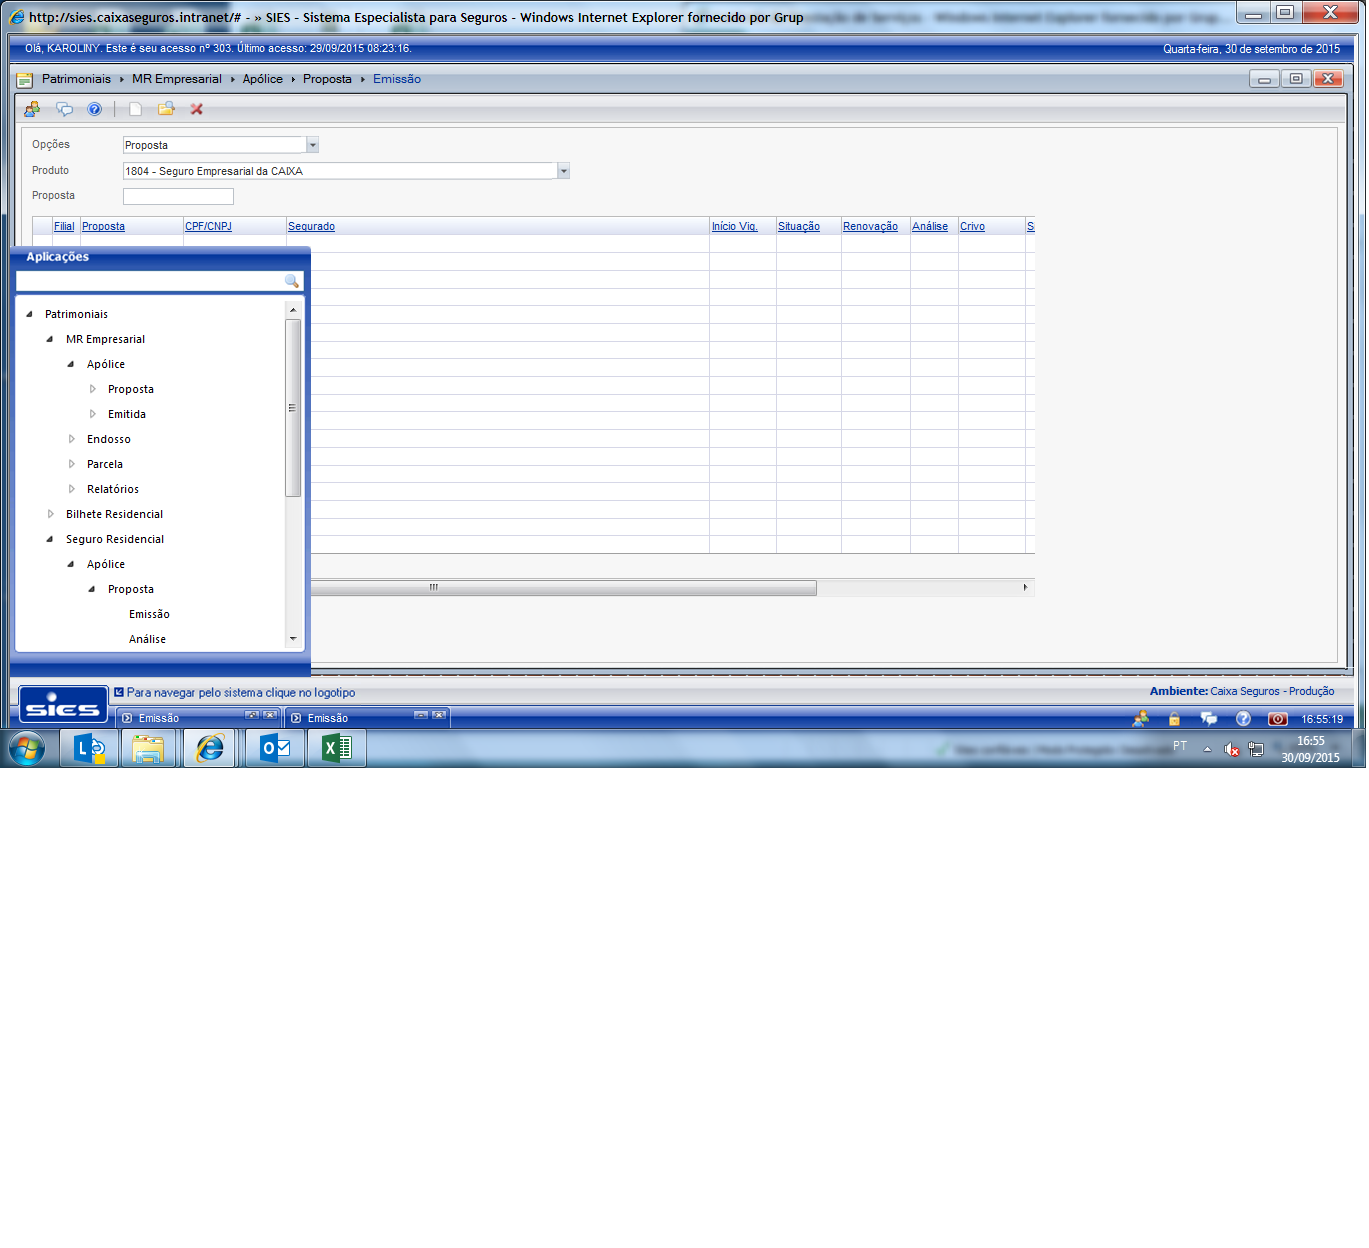 http://sies.caixaseguros.intranet/# - » SIES - Sistema Especialista para Seguros - Windows Internet Explorer fornecido por Grup
Olá, KAROLINY. Este é seu acesso nº 303. Último acesso: 29/09/2015 08:23:16.
Quarta-feira, 30 de setembro de 2015
Patrimoniais MR Empresarial Apólice Proposta Emissão
Opções Proposta
Produto 1804 - Seguro Empresarial da CAIXA
Proposta
Filial Proposta CPF/CNPJ Segurado Início Vig. Situação Renovação Análise Crivo S
Aplicações
Patrimoniais
MR Empresarial
Apólice
Proposta
Emitida
Endosso
Parcela
Relatórios
Bilhete Residencial
Seguro Residencial
Apólice
Proposta
Emissão
Análise
sies
Para navegar pelo sistema clique no logotipo
Ambiente: Caixa Seguros - Produção
Emissão
Emissão
16:55:19
PT
16:55
30/09/2015